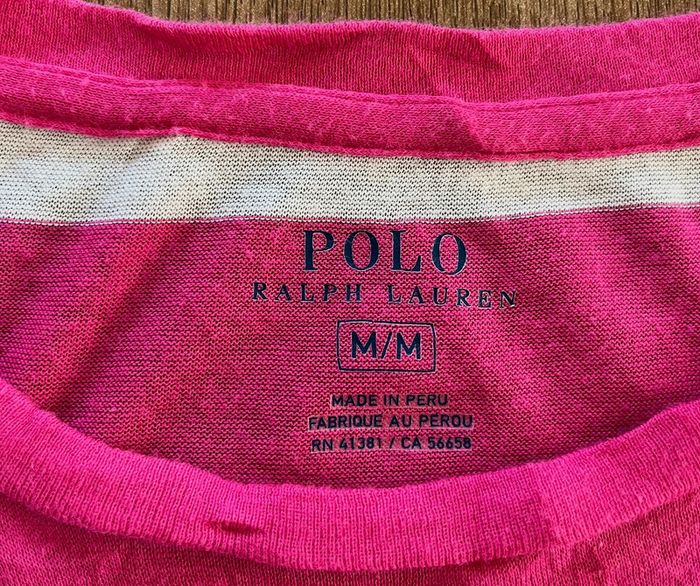 POLO
RALPH LAUREN
M/M
MADE IN PERU
FABRIQUE AU PEROU
RN 41381 / CA 56658